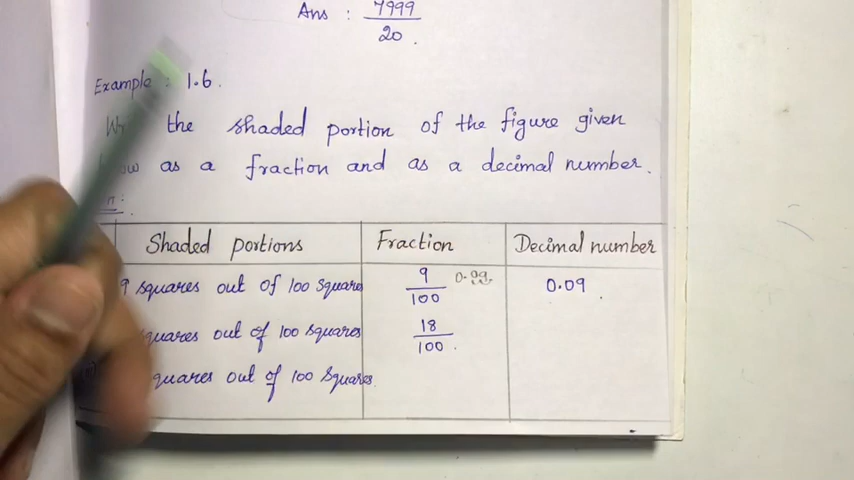 Ans : 7999
20.
Example : 1.6.
the shaded portion of the figure given
as a fraction and as a decimal number.
Shaded portions Fraction Decimal number
9 squares out of 100 squares 9 0.09 0.09
100
squares out of 100 squares 18
100.
squares out of 100 squares.